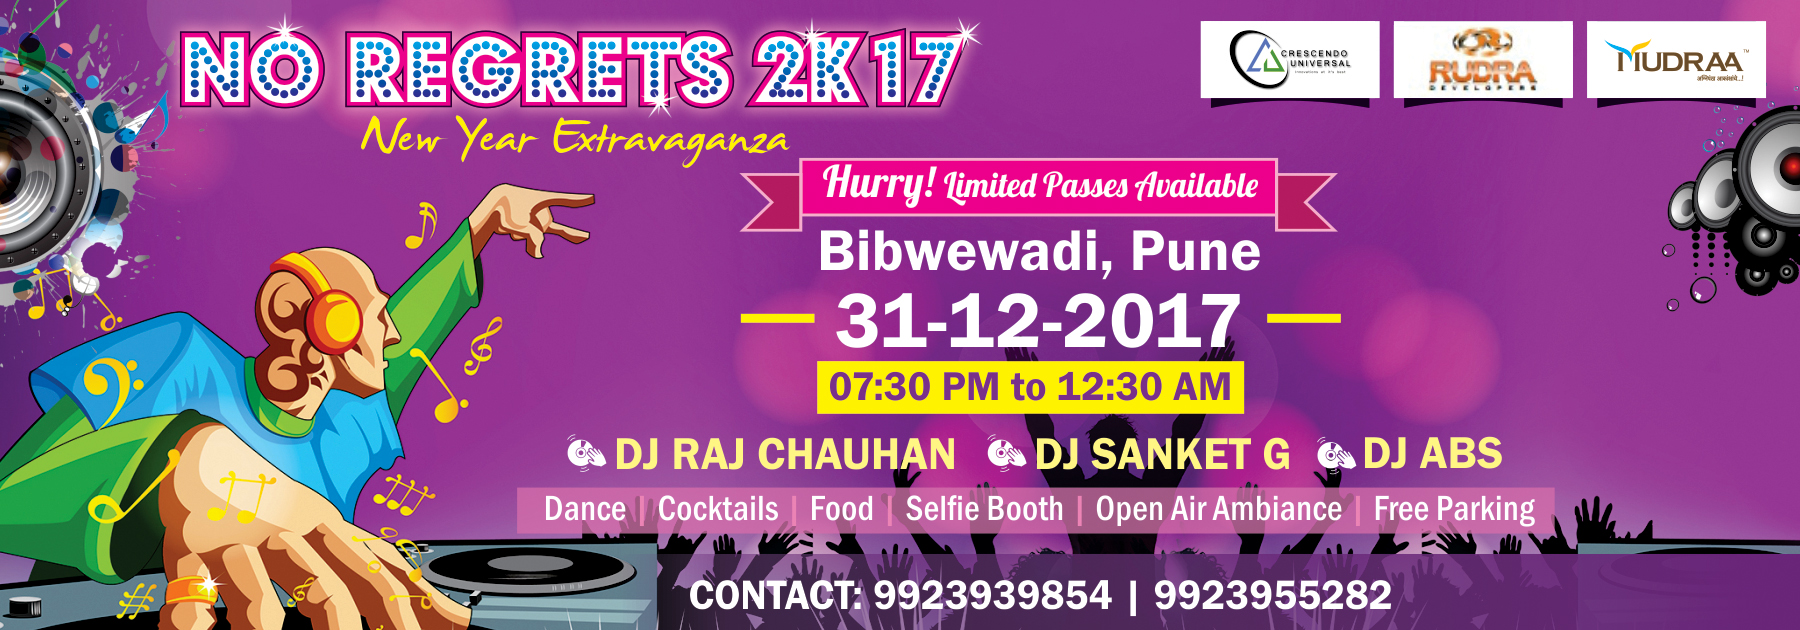 NO REGRETS 2K17
New Year Extravaganza
CRESCENDO
UNIVERSAL
RUDRA
DEVELOPERS
MUDRAA
TM
Hurry! Limited Passes Available
Bibwewadi, Pune
31-12-2017
07:30 PM to 12:30 AM
DJ RAJ CHAUHAN DJ SANKET G DJ ABS
Dance | Cocktails | Food | Selfie Booth | Open Air Ambiance | Free Parking
CONTACT: 9923939854 | 9923955282